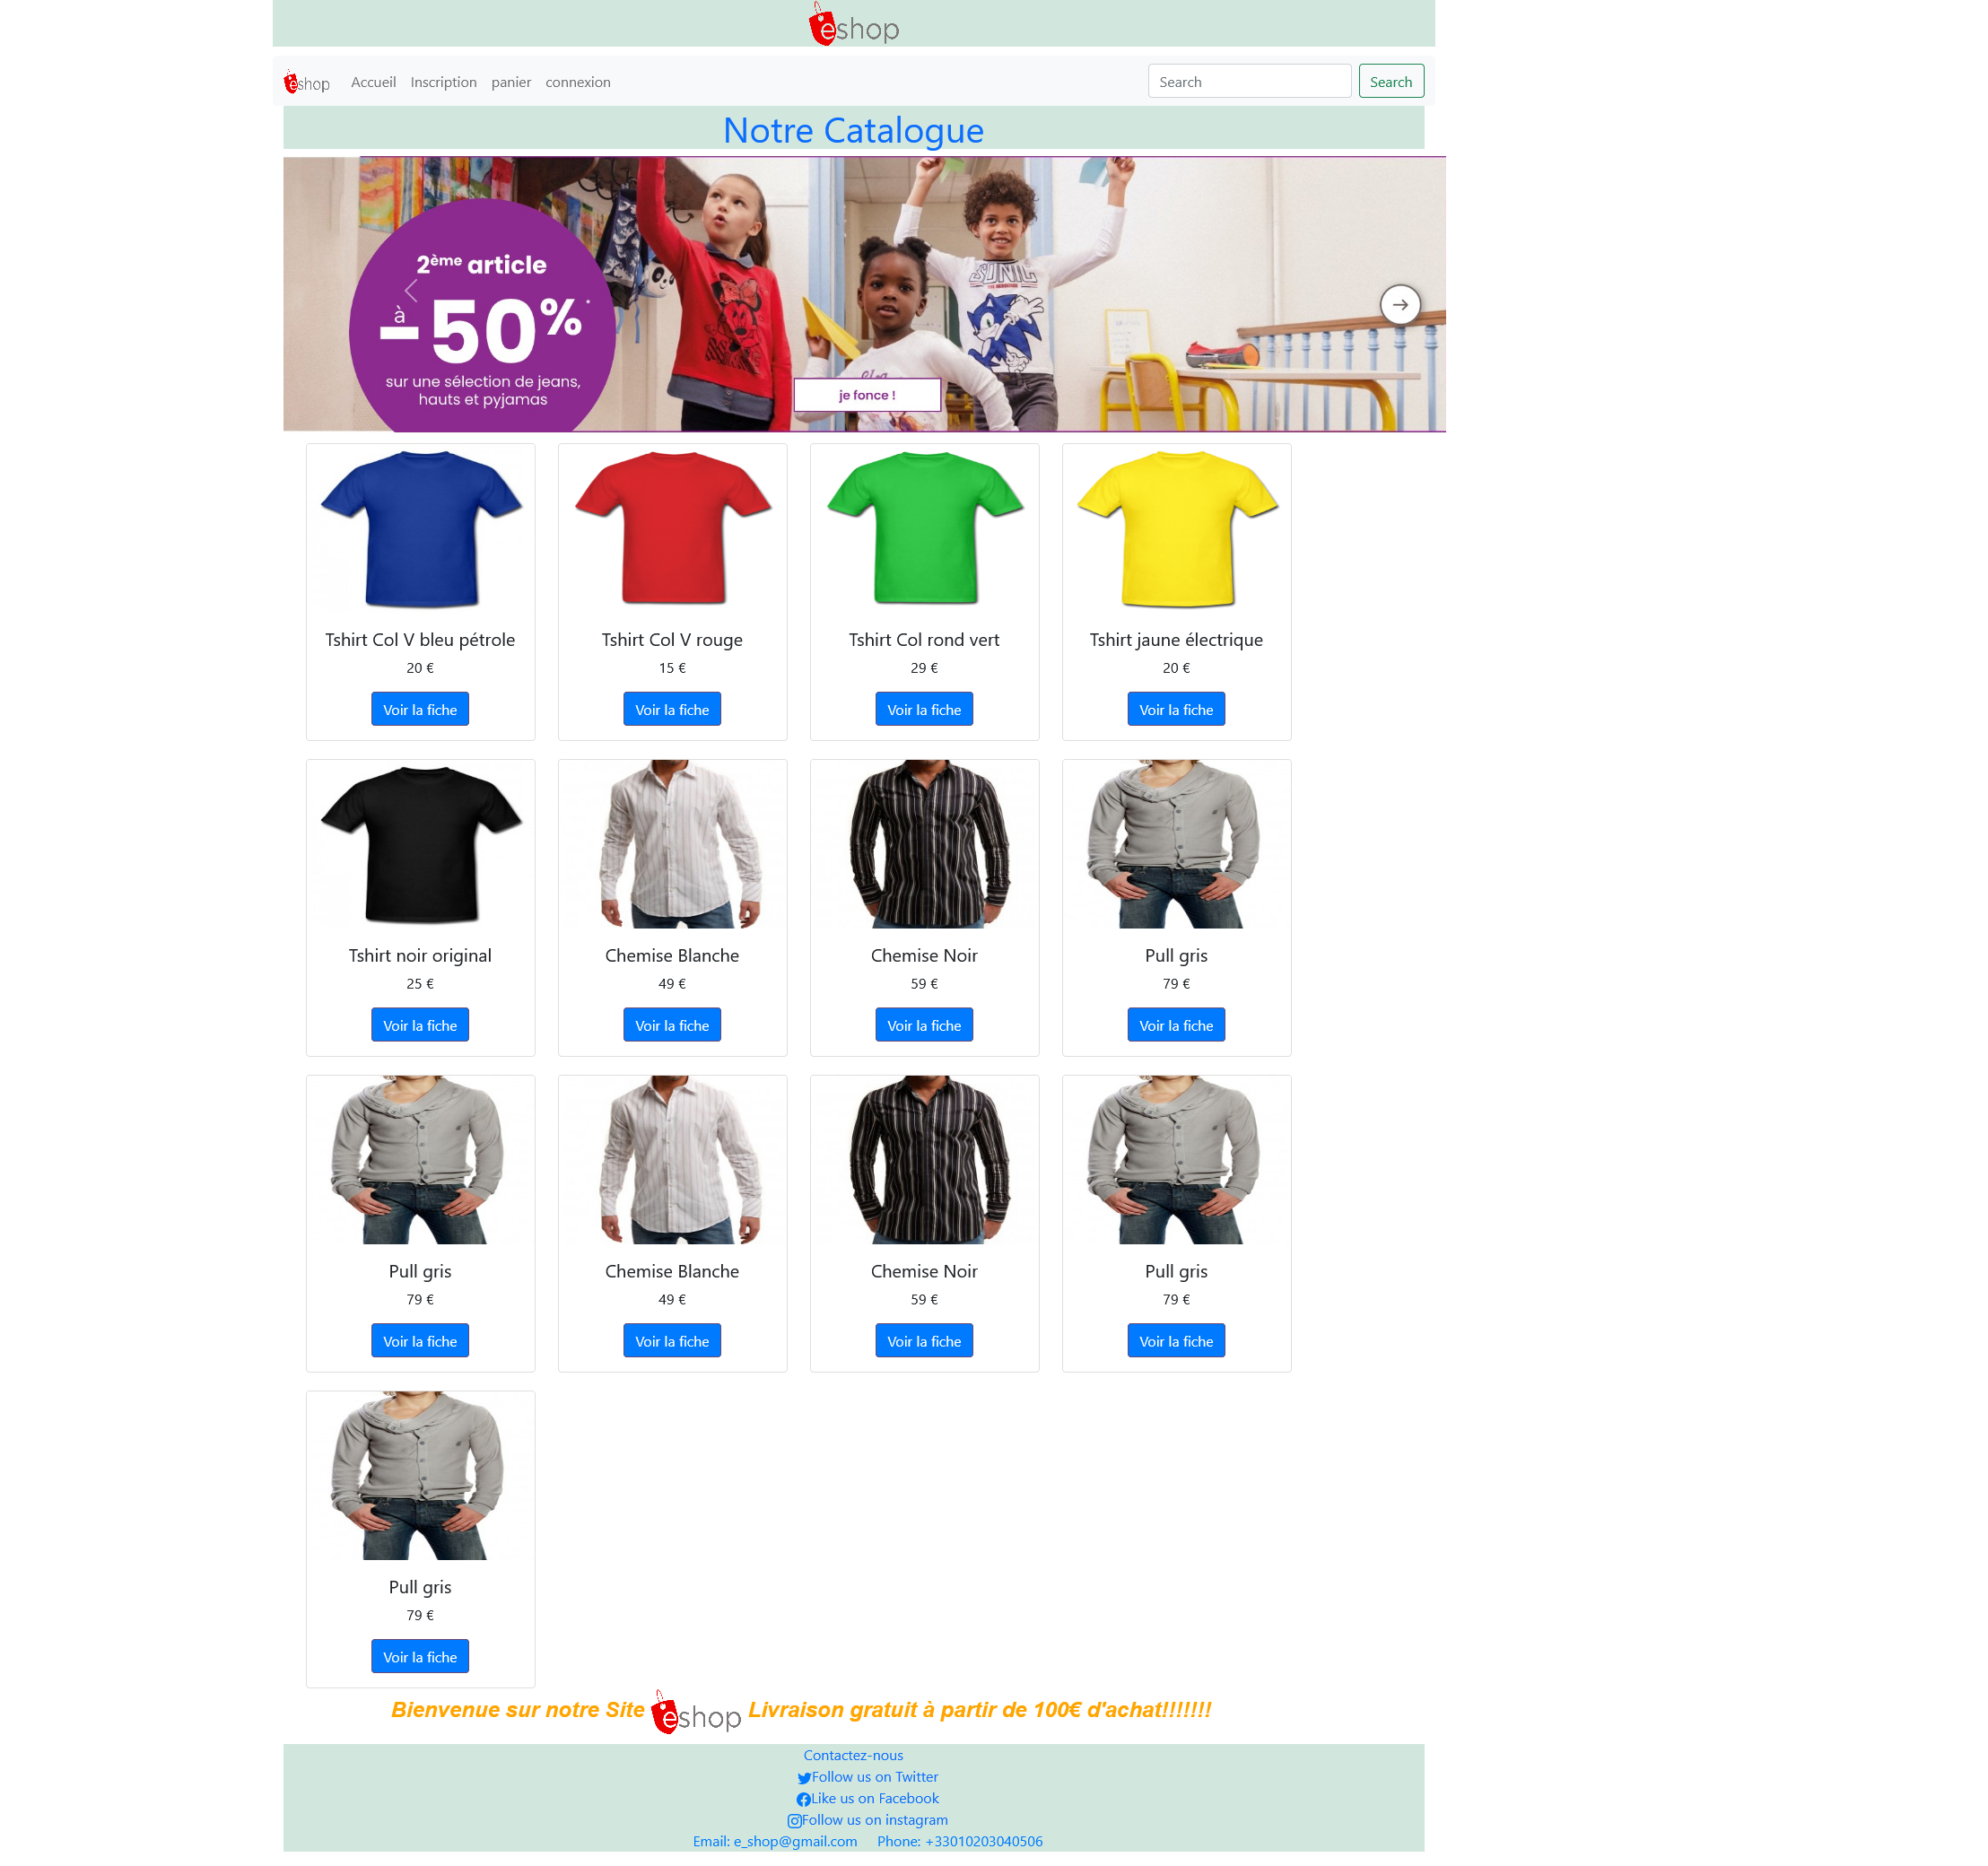 eshop
eshop Accueil Inscription panier connexion Search Search
Notre Catalogue
2ème article
à
-50%*
sur une sélection de jeans,
hauts et pyjamas
SONIC
THE HEDGEHOG
je fonce !
Tshirt Col V bleu pétrole
20 €
Voir la fiche
Tshirt Col V rouge
15 €
Voir la fiche
Tshirt Col rond vert
29 €
Voir la fiche
Tshirt jaune électrique
20 €
Voir la fiche
Tshirt noir original
25 €
Voir la fiche
Chemise Blanche
49 €
Voir la fiche
Chemise Noir
59 €
Voir la fiche
Pull gris
79 €
Voir la fiche
Pull gris
79 €
Voir la fiche
Chemise Blanche
49 €
Voir la fiche
Chemise Noir
59 €
Voir la fiche
Pull gris
79 €
Voir la fiche
Pull gris
79 €
Voir la fiche
Bienvenue sur notre Site eshop Livraison gratuit à partir de 100€ d'achat!!!!!!!
Contactez-nous
Follow us on Twitter
Like us on Facebook
Follow us on instagram
Email: e_shop@gmail.com Phone: +33010203040506